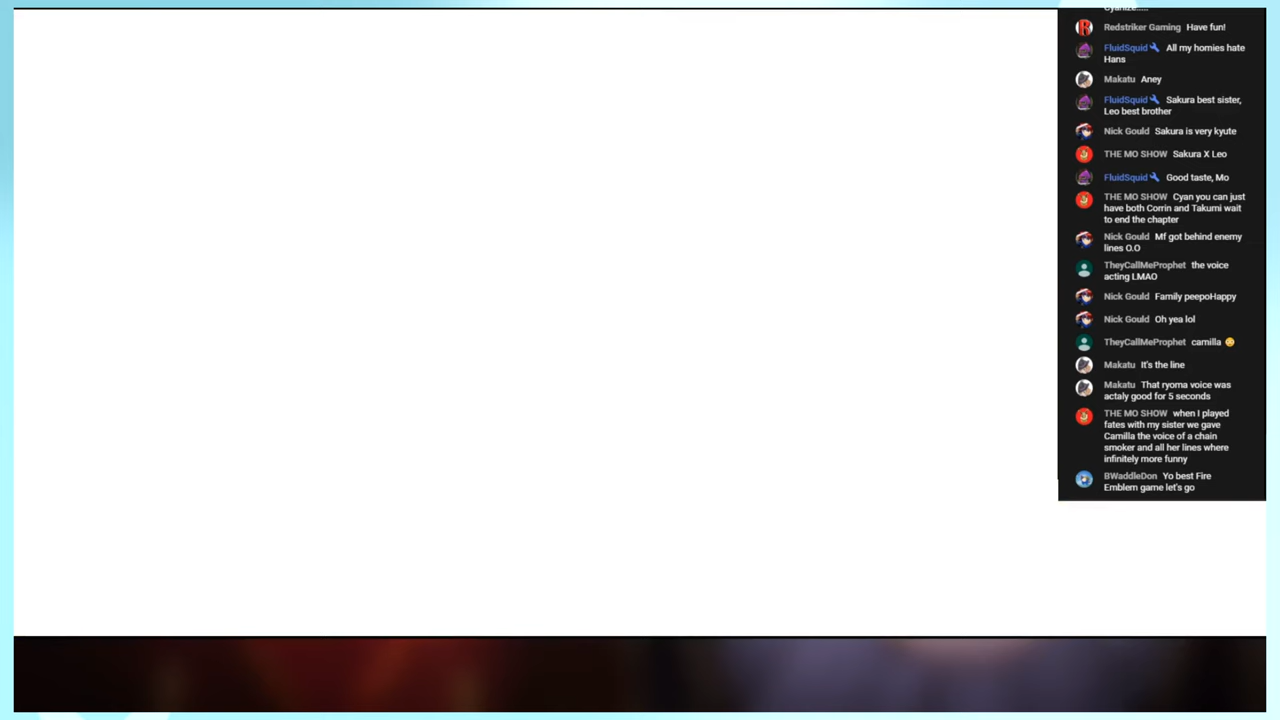 Cyanize.....
Redstriker Gaming Have fun!
FluidSquid All my homies hate
Hans
Makatu Aney
FluidSquid Sakura best sister,
Leo best brother
Nick Gould Sakura is very kyute
THE MO SHOW Sakura X Leo
FluidSquid Good taste, Mo
THE MO SHOW Cyan you can just
have both Corrin and Takumi wait
to end the chapter
Nick Gould Mf got behind enemy
lines O.O
TheyCallMeProphet the voice
acting LMAO
Nick Gould Family peepoHappy
Nick Gould Oh yea lol
TheyCallMeProphet camilla 😳
Makatu It's the line
Makatu That ryoma voice was
actaly good for 5 seconds
THE MO SHOW when I played
fates with my sister we gave
Camilla the voice of a chain
smoker and all her lines where
infinitely more funny
BWaddleDon Yo best Fire
Emblem game let's go